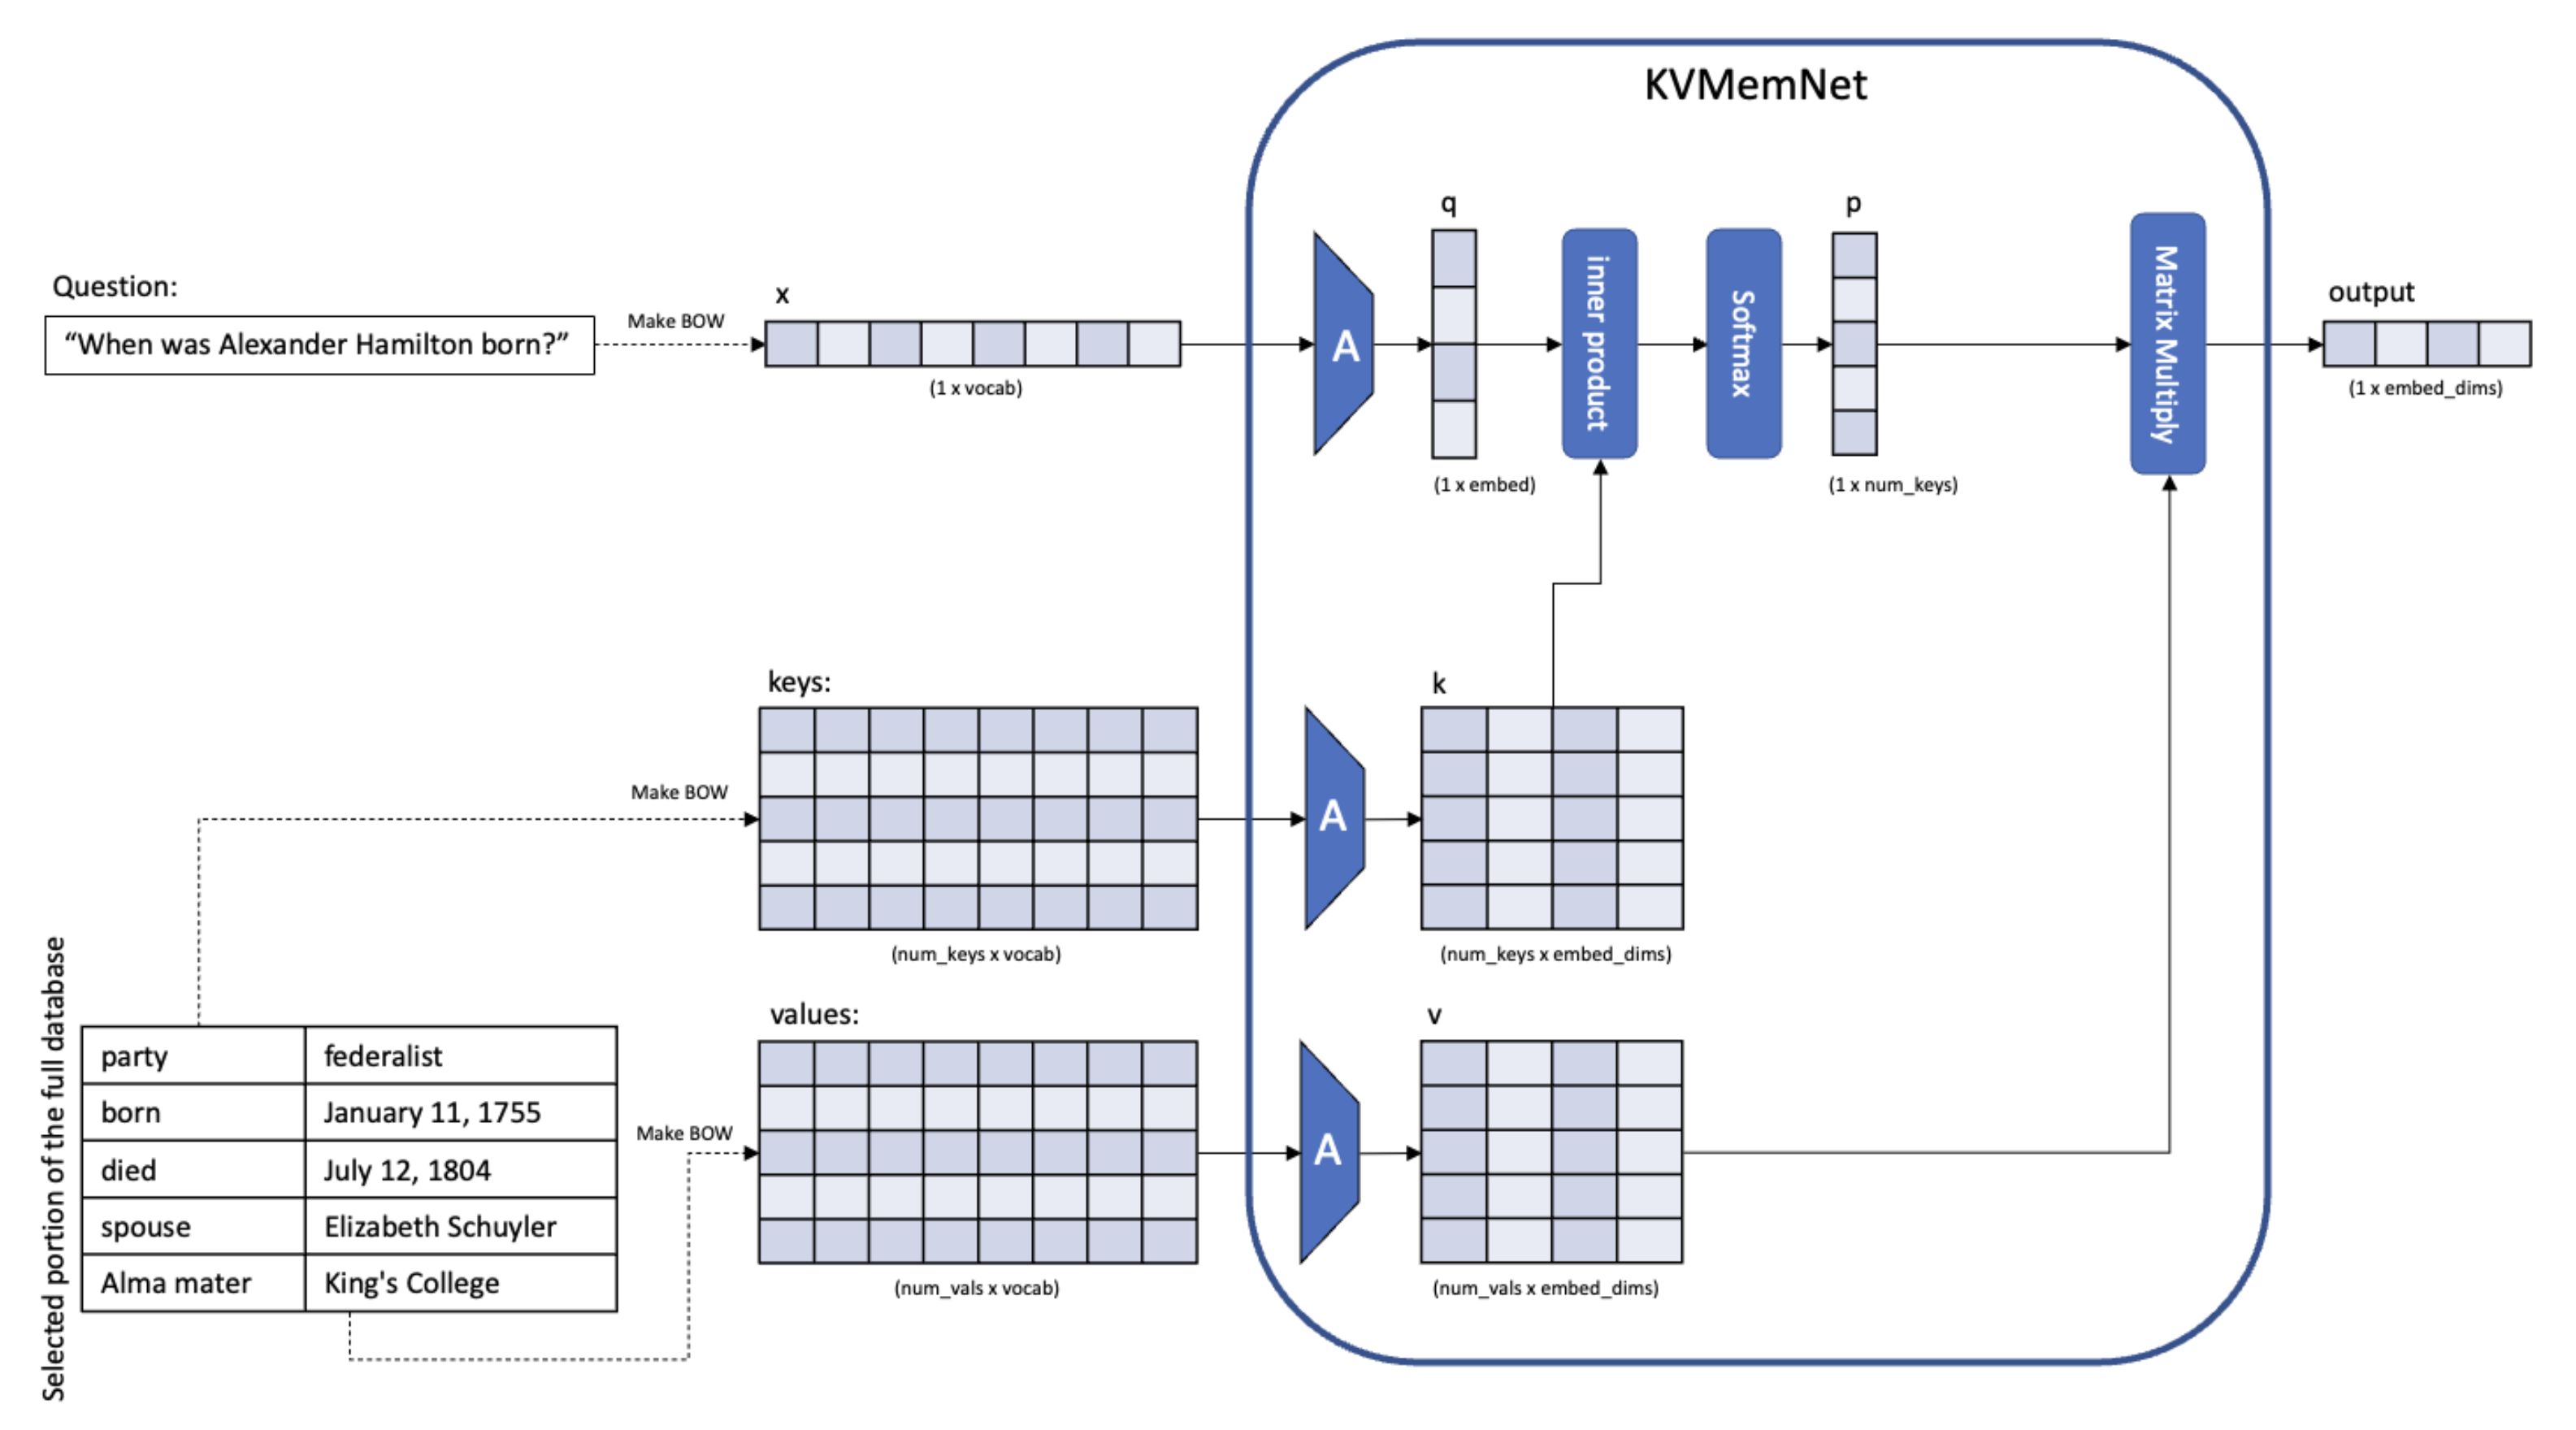 KVMemNet
q
p
Question:
“When was Alexander Hamilton born?”
Make BOW
x
(1 x vocab)
A
inner product
Softmax
Matrix Multiply
output
(1 x embed_dims)
(1 x embed)
(1 x num_keys)
keys:
k
Make BOW
A
(num_keys x vocab)
(num_keys x embed_dims)
values:
v
Make BOW
A
(num_vals x vocab)
(num_vals x embed_dims)
Selected portion of the full database
party federalist
born January 11, 1755
died July 12, 1804
spouse Elizabeth Schuyler
Alma mater King's College